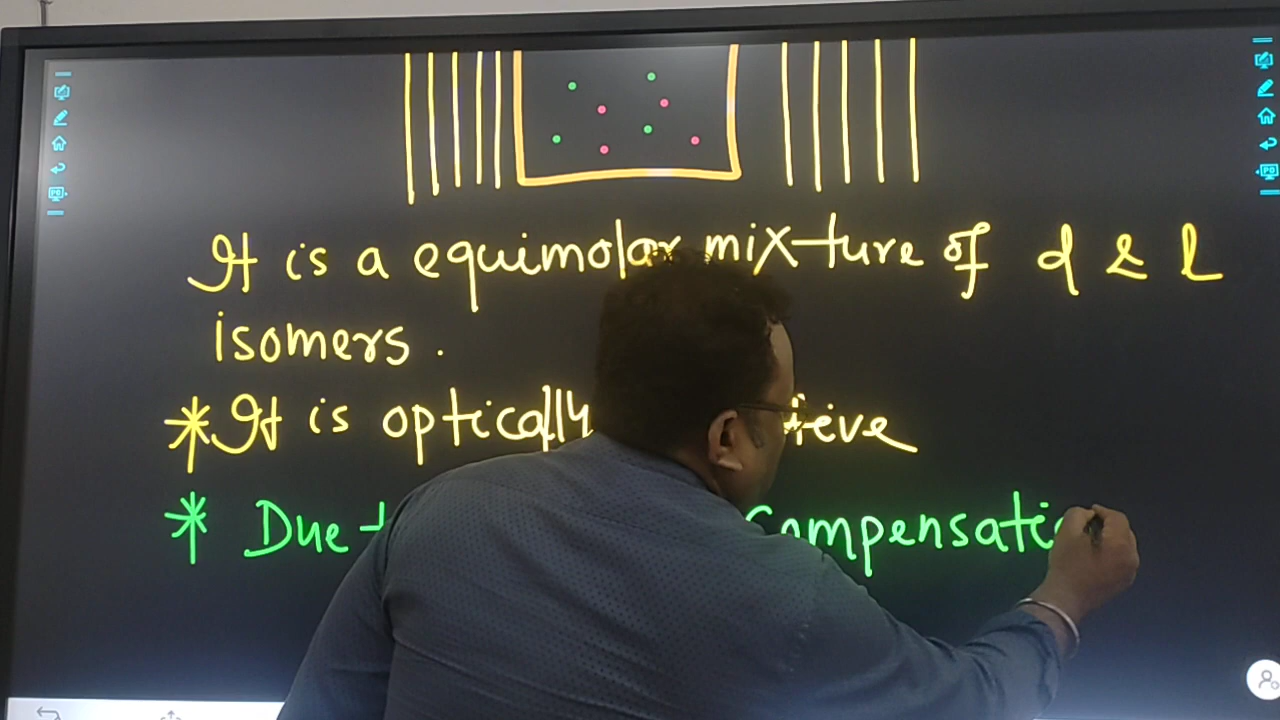 It is a equimolar mixture of d & l
isomers.
* It is optically
* Due